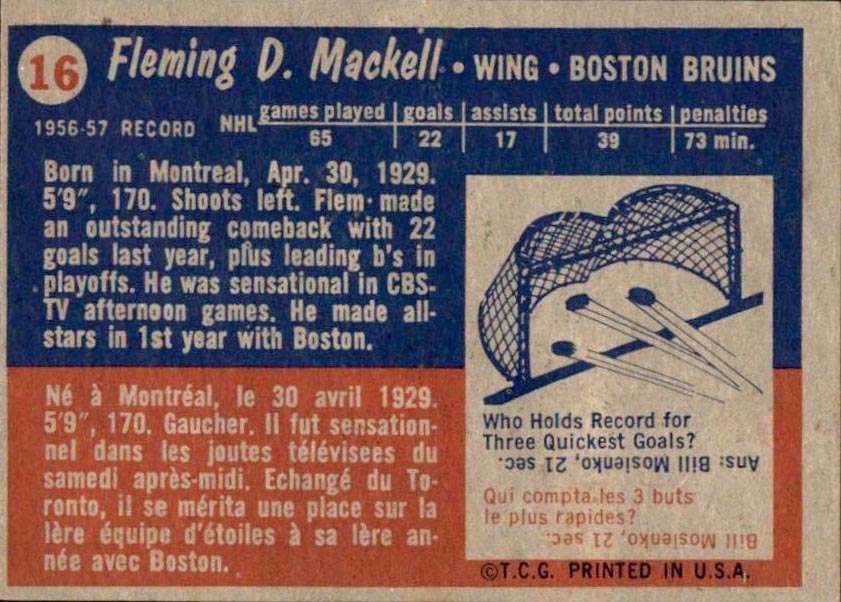 16 Fleming D. Mackell • WING • BOSTON BRUINS
1956-57 RECORD NHL games played goals assists total points penalties
65 22 17 39 73 min.
Born in Montreal, Apr. 30, 1929.
5'9", 170. Shoots left. Flem made
an outstanding comeback with 22
goals last year, plus leading b's in
playoffs. He was sensational in CBS-
TV afternoon games. He made all-
stars in 1st year with Boston.
Né à Montréal, le 30 avril 1929.
5'9", 170. Gaucher. Il fut sensation-
nel dans les joutes télévisees du
samedi après-midi. Echangé du To-
ronto, il se mérita une place sur la
lère équipe d'étoiles à sa lère an-
née avec Boston.
Who Holds Record for
Three Quickest Goals?
Ans: Bill Mosienko, 21 sec.
Qui compta les 3 buts
le plus rapides?
Bill Mosienko, 21 sec.
©T.C.G. PRINTED IN U.S.A.